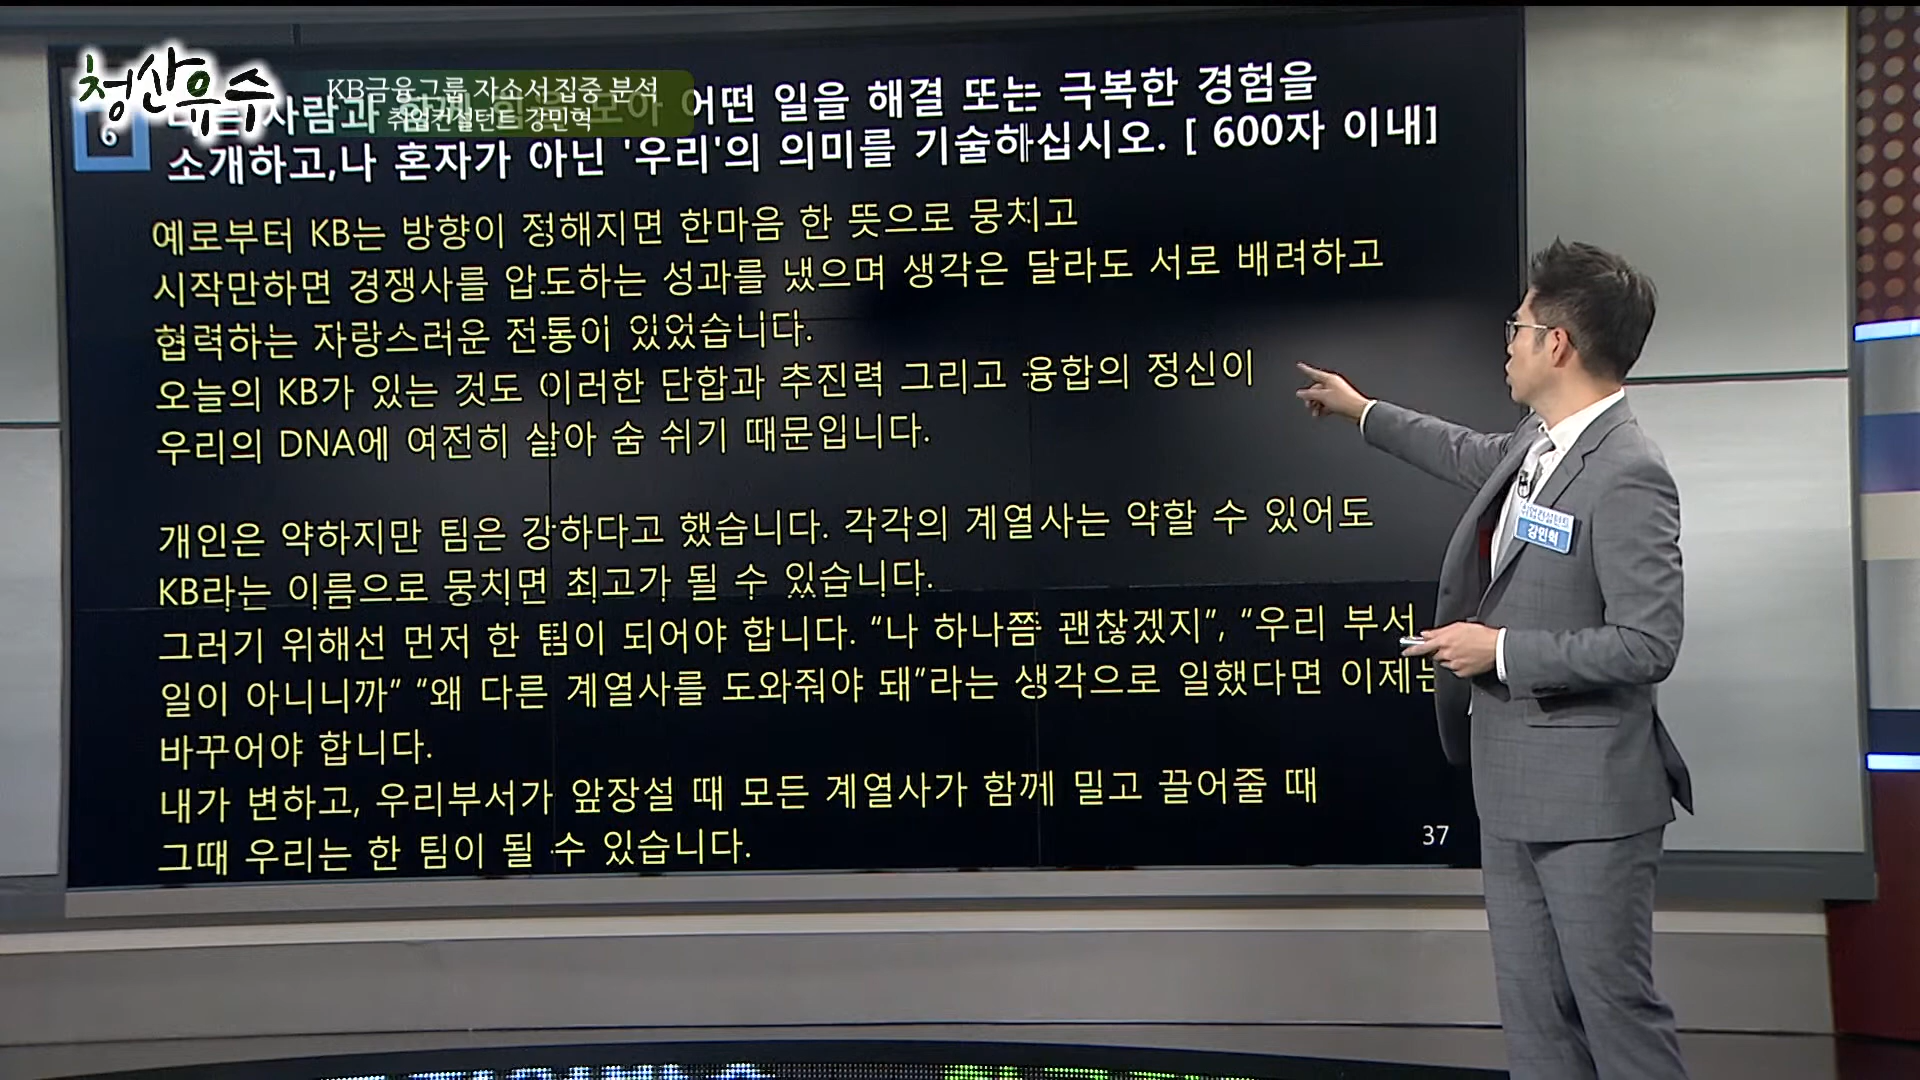 청산유수
KB금융그룹 자소서 집중 분석
취업컨설턴트 강민혁
6
사람과 함께 힘을 모아 어떤 일을 해결 또는 극복한 경험을
소개하고,나 혼자가 아닌 '우리'의 의미를 기술하십시오. [ 600자 이내]
예로부터 KB는 방향이 정해지면 한마음 한 뜻으로 뭉치고
시작만하면 경쟁사를 압도하는 성과를 냈으며 생각은 달라도 서로 배려하고
협력하는 자랑스러운 전통이 있었습니다.
오늘의 KB가 있는 것도 이러한 단합과 추진력 그리고 융합의 정신이
우리의 DNA에 여전히 살아 숨 쉬기 때문입니다.
개인은 약하지만 팀은 강하다고 했습니다. 각각의 계열사는 약할 수 있어도
KB라는 이름으로 뭉치면 최고가 될 수 있습니다.
그러기 위해선 먼저 한 팀이 되어야 합니다. “나 하나쯤 괜찮겠지”, “우리 부서
일이 아니니까” “왜 다른 계열사를 도와줘야 돼”라는 생각으로 일했다면 이제는
바꾸어야 합니다.
내가 변하고, 우리부서가 앞장설 때 모든 계열사가 함께 밀고 끌어줄 때
그때 우리는 한 팀이 될 수 있습니다.
37
취업컨설턴트
강민혁